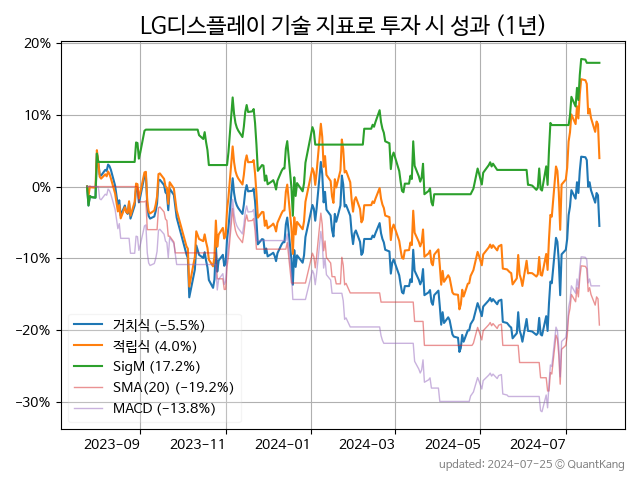 LG디스플레이 기술 지표로 투자 시 성과 (1년)
20%
10%
0%
−10%
−20%
−30%
거치식 (−5.5%)
적립식 (4.0%)
SigM (17.2%)
SMA(20) (−19.2%)
MACD (−13.8%)
2023-09 2023-11 2024-01 2024-03 2024-05 2024-07
updated: 2024-07-25 © QuantKang